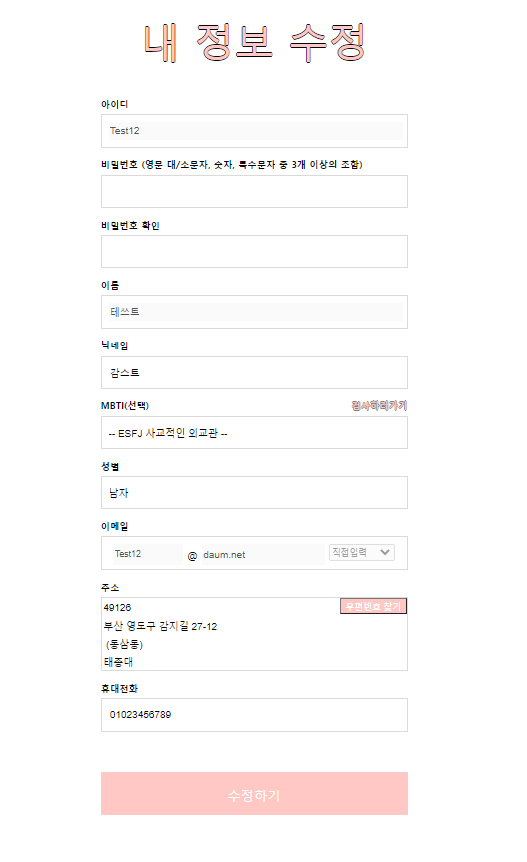 내 정보 수정
아이디
Test12
비밀번호 (영문 대/소문자, 숫자, 특수문자 중 3개 이상의 조합)
비밀번호 확인
이름
테쓰트
닉네임
감스트
MBTI(선택) 검사하러가기
-- ESFJ 사교적인 외교관 --
성별
남자
이메일
Test12 @ daum.net 직접입력
주소
49126 우편번호 찾기
부산 영도구 감지길 27-12
(동삼동)
태종대
휴대전화
01023456789
수정하기